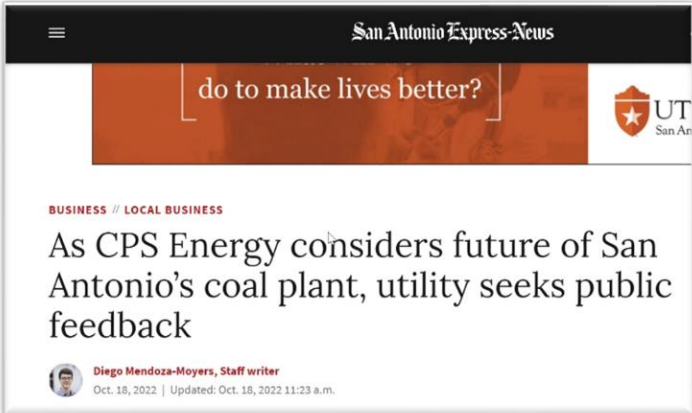 San Antonio Express-News
do to make lives better?
UT
San An
BUSINESS // LOCAL BUSINESS
As CPS Energy considers future of San
Antonio's coal plant, utility seeks public
feedback
Diego Mendoza-Moyers, Staff writer
Oct. 18, 2022 | Updated: Oct. 18, 2022 11:23 a.m.